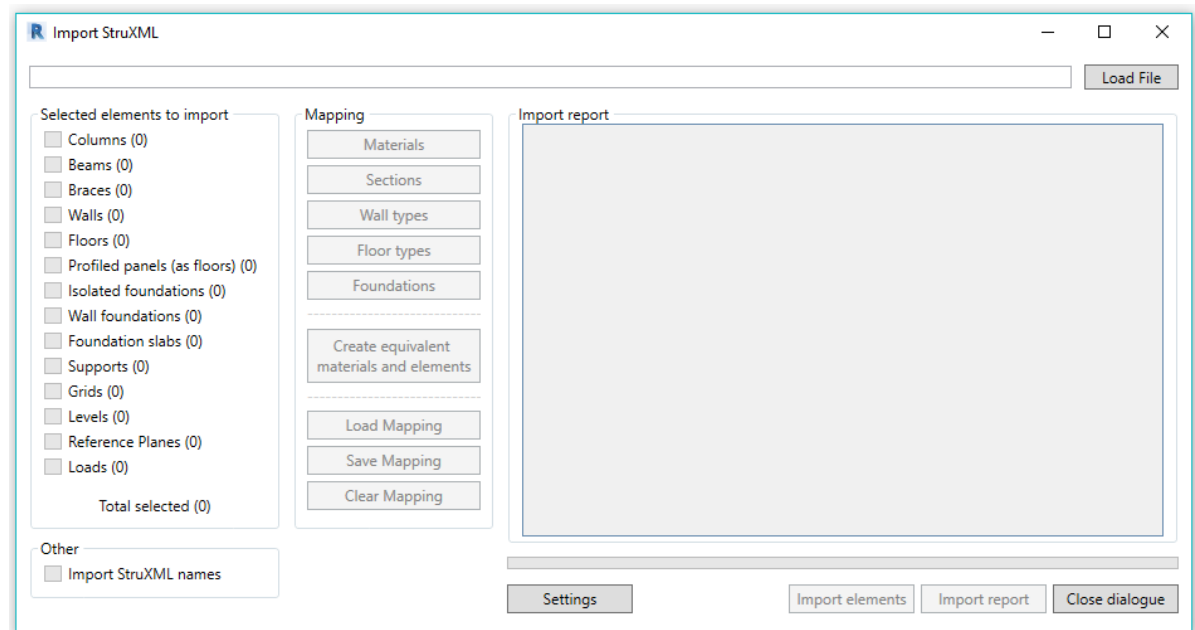 R Import StruXML
Load File
Selected elements to import
Columns (0)
Beams (0)
Braces (0)
Walls (0)
Floors (0)
Profiled panels (as floors) (0)
Isolated foundations (0)
Wall foundations (0)
Foundation slabs (0)
Supports (0)
Grids (0)
Levels (0)
Reference Planes (0)
Loads (0)
Total selected (0)
Other
Import StruXML names
Mapping
Materials
Sections
Wall types
Floor types
Foundations
Create equivalent
materials and elements
Load Mapping
Save Mapping
Clear Mapping
Import report
Settings
Import elements
Import report
Close dialogue